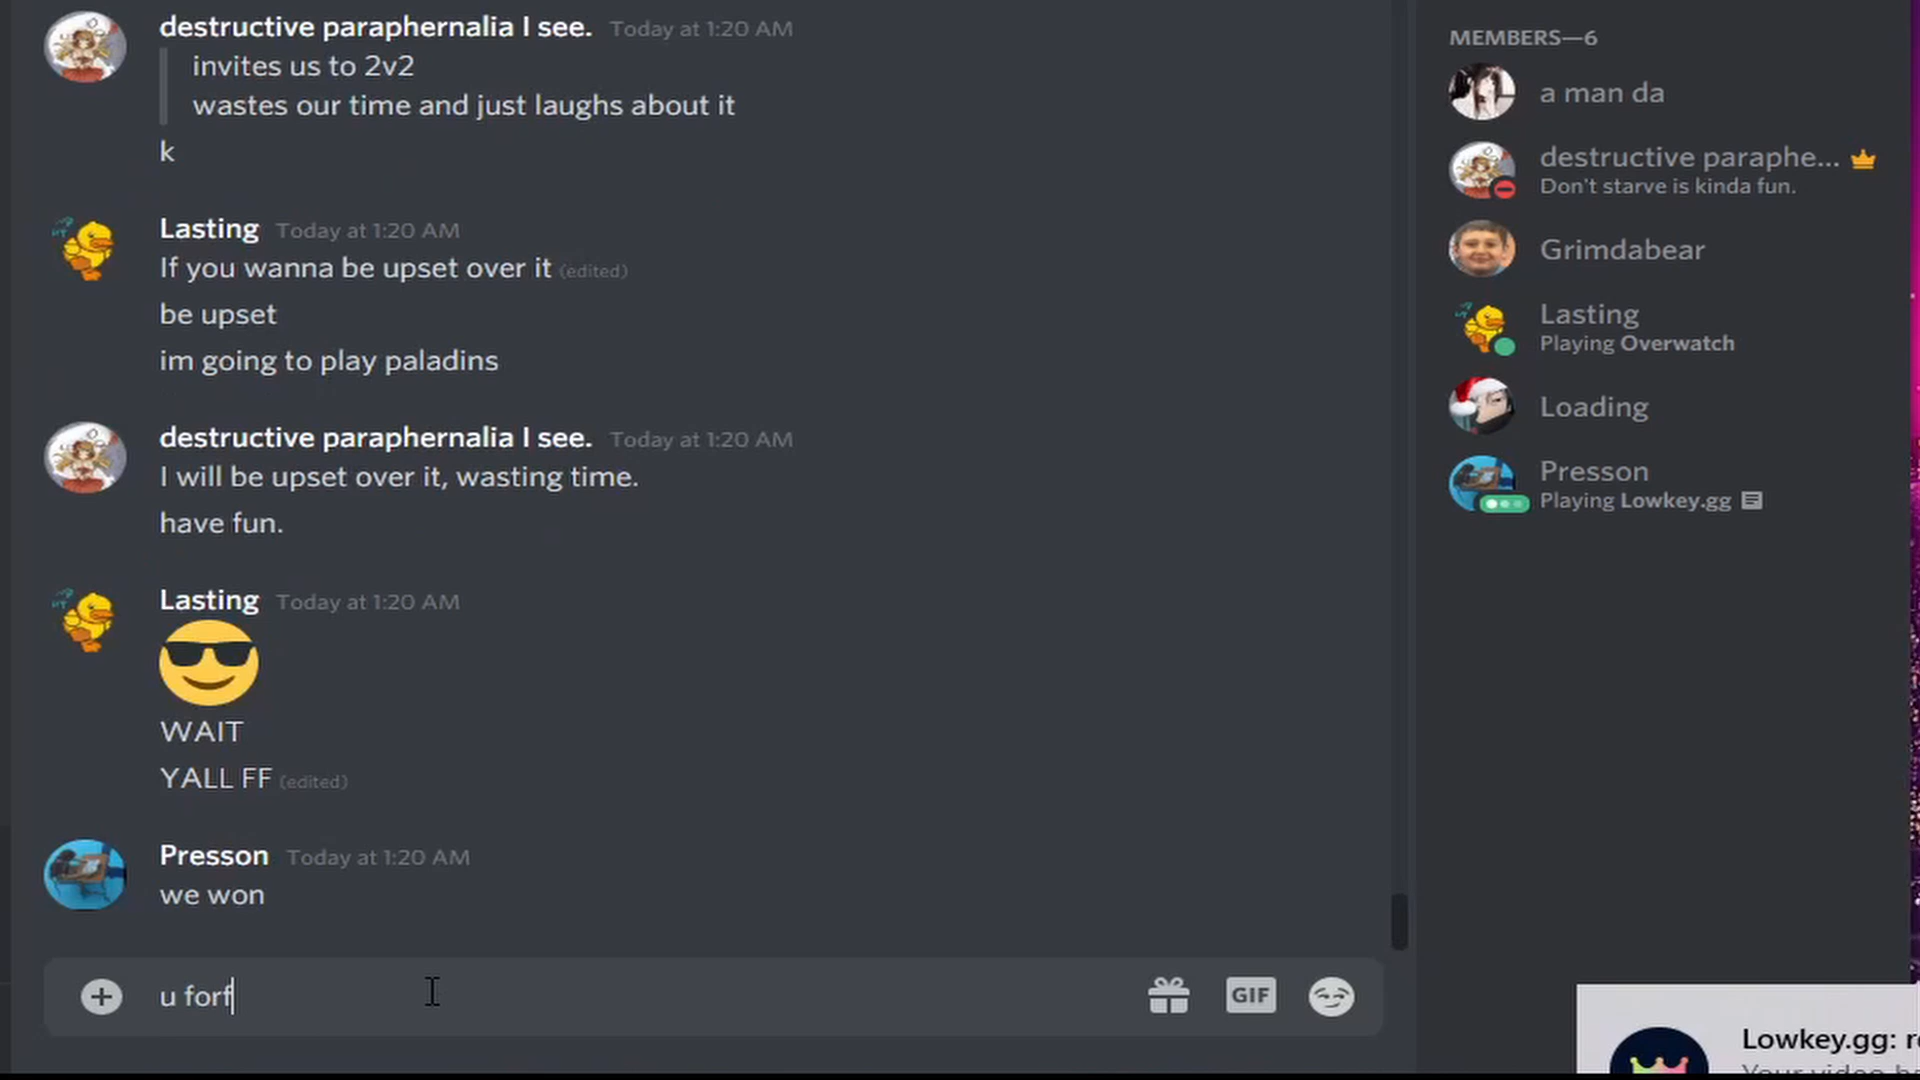 destructive paraphernalia I see. Today at 1:20 AM
invites us to 2v2
wastes our time and just laughs about it
k
Lasting Today at 1:20 AM
If you wanna be upset over it (edited)
be upset
im going to play paladins
destructive paraphernalia I see. Today at 1:20 AM
I will be upset over it, wasting time.
have fun.
Lasting Today at 1:20 AM
WAIT
YALL FF (edited)
Presson Today at 1:20 AM
we won
u forf
GIF
MEMBERS—6
a man da
destructive paraphe...
Don't starve is kinda fun.
Grimdabear
Lasting
Playing Overwatch
Loading
Presson
Playing Lowkey.gg
Lowkey.gg:
Your video